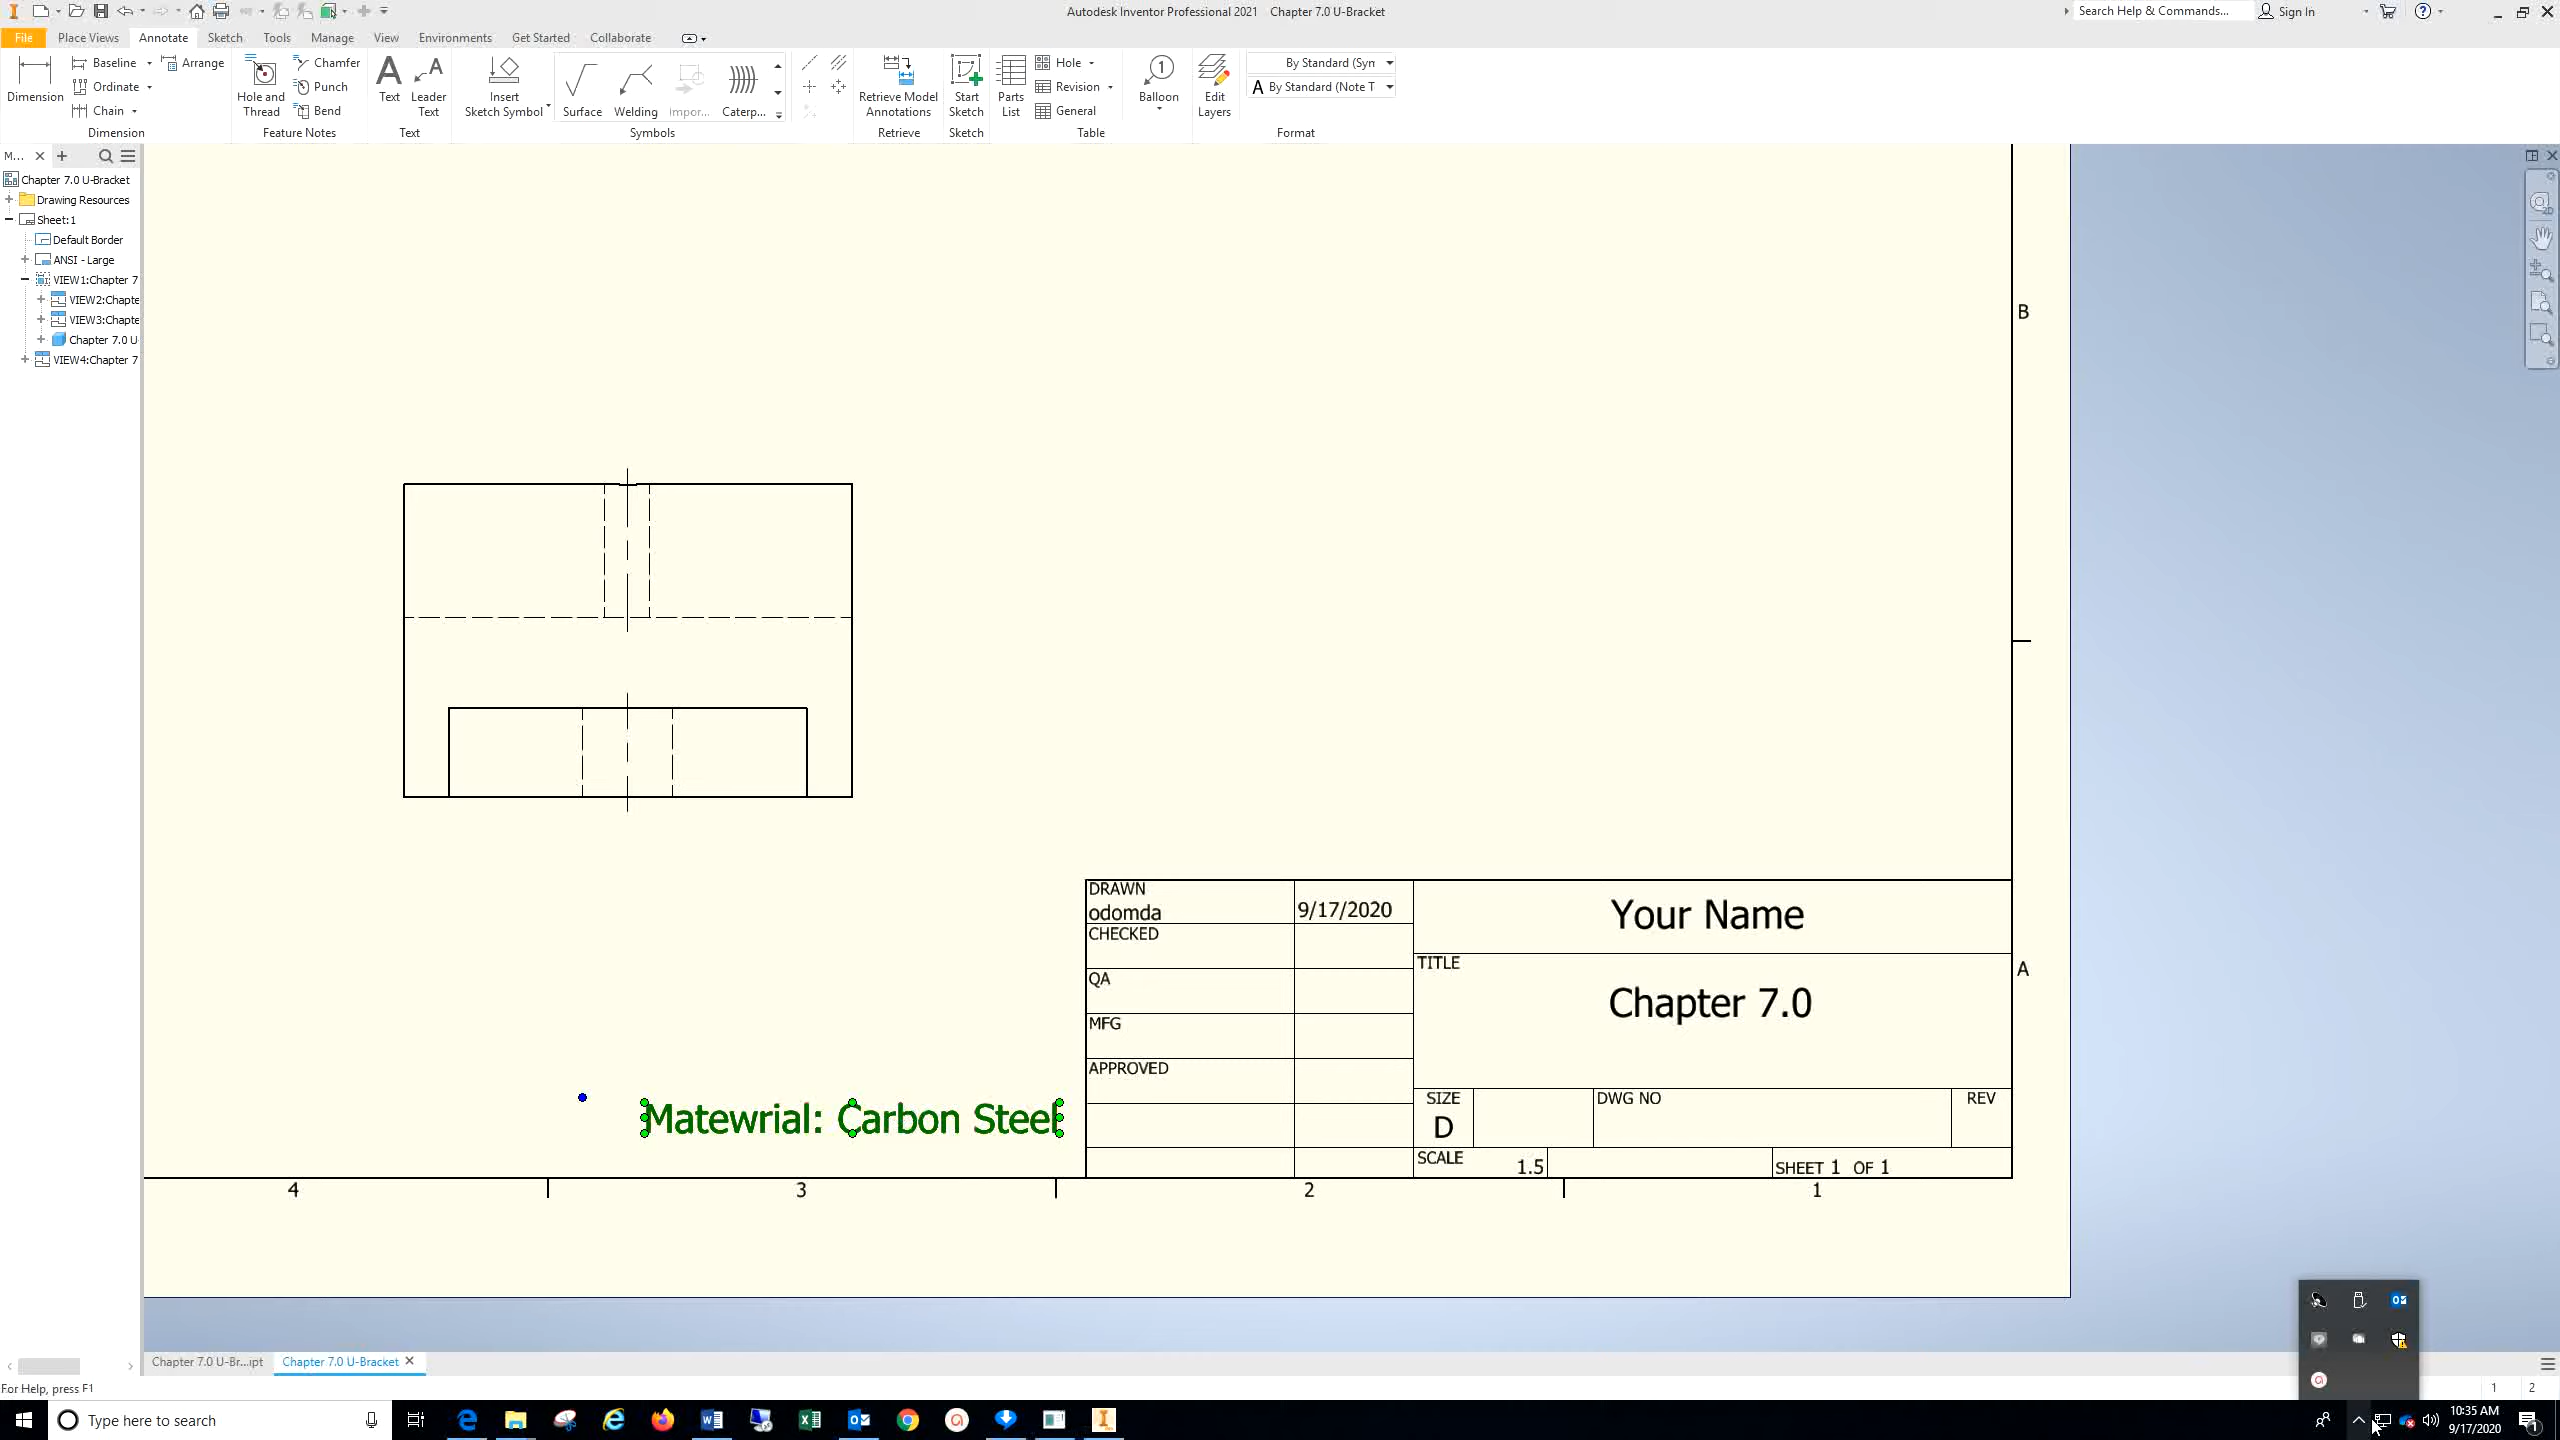 Autodesk Inventor Professional 2021 Chapter 7.0 U-Bracket
Search Help & Commands...
Sign In
File
Place Views
Annotate
Sketch
Tools
Manage
View
Environments
Get Started
Collaborate
Dimension
Baseline
Ordinate
Chain
Arrange
Dimension
Hole and Thread
Chamfer
Punch
Bend
Feature Notes
A
Text
A
Leader Text
Text
Insert Sketch Symbol
Surface
Welding
Impor...
Caterp...
Symbols
Retrieve Model Annotations
Retrieve
Start Sketch
Sketch
Parts List
Hole
Revision
General
Table
1
Balloon
Edit Layers
By Standard (Syn
A By Standard (Note T
Format
M...
Chapter 7.0 U-Bracket
Drawing Resources
Sheet:1
Default Border
ANSI - Large
VIEW1:Chapter 7
VIEW2:Chapte
VIEW3:Chapte
Chapter 7.0 U
VIEW4:Chapter 7
B
A
DRAWN
odomda
9/17/2020
CHECKED
QA
MFG
APPROVED
Your Name
TITLE
Chapter 7.0
SIZE
D
DWG NO
REV
SCALE
1.5
SHEET 1 OF 1
Matewrial: Carbon Steel
4
3
2
1
Chapter 7.0 U-Br...ipt
Chapter 7.0 U-Bracket
For Help, press F1
1
2
Type here to search
10:35 AM
9/17/2020
1